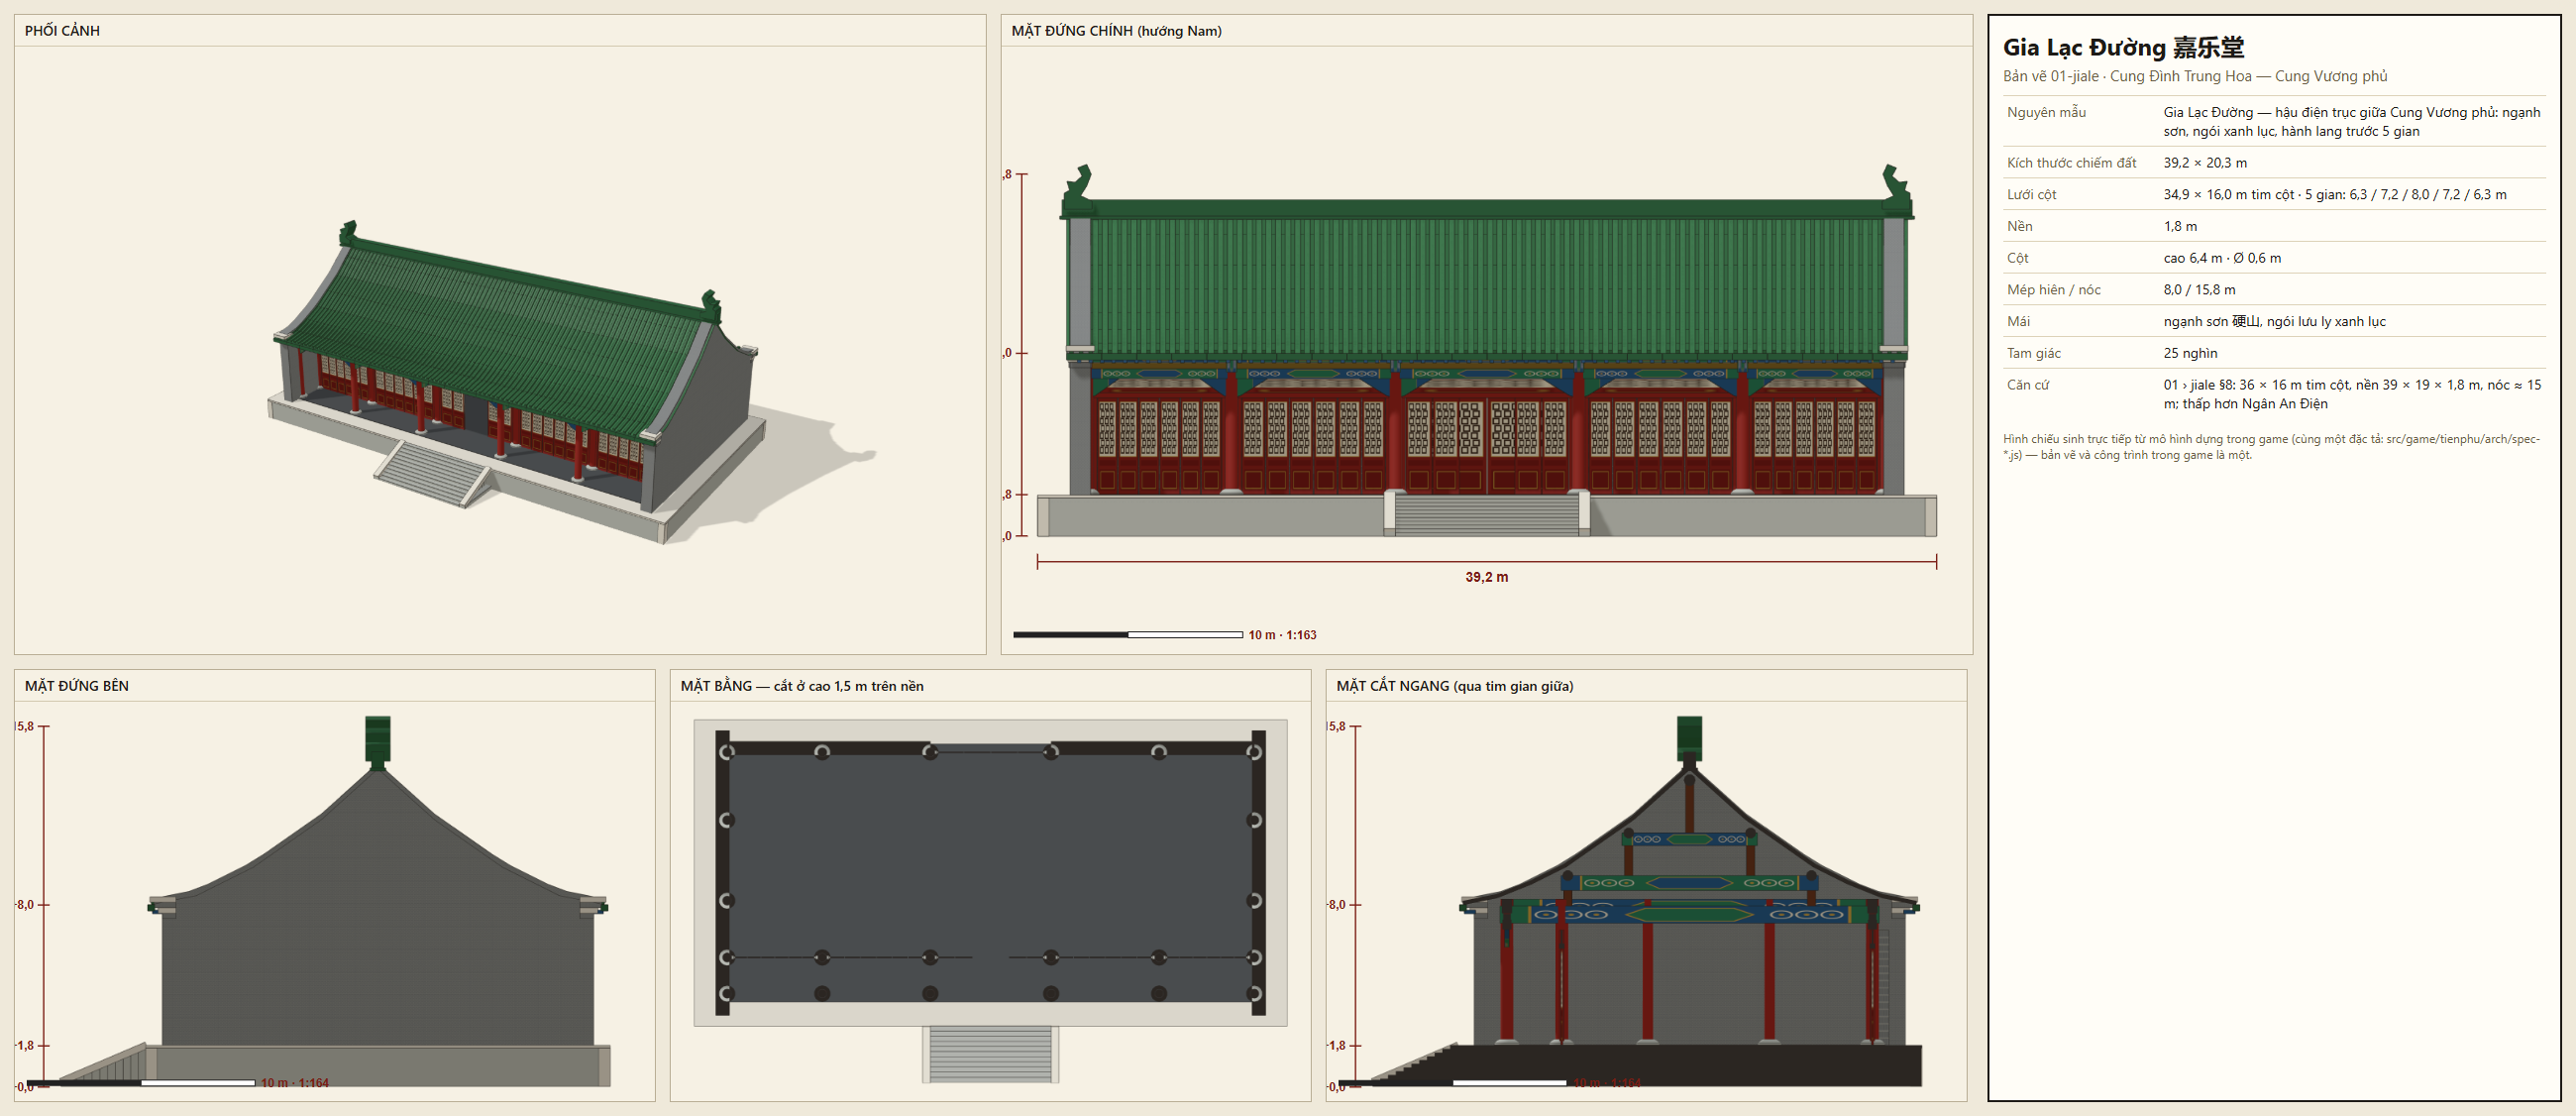 PHỐI CẢNH
MẶT ĐỨNG CHÍNH (hướng Nam)
,8
,0
,8
,0
39,2 m
10 m · 1:163
MẶT ĐỨNG BÊN
15,8
8,0
1,8
0,0
10 m · 1:164
MẶT BẰNG — cắt ở cao 1,5 m trên nền
MẶT CẮT NGANG (qua tim gian giữa)
15,8
8,0
1,8
0,0
10 m · 1:164
Gia Lạc Đường 嘉乐堂
Bản vẽ 01-jiale · Cung Đình Trung Hoa — Cung Vương phủ
Nguyên mẫu
Gia Lạc Đường — hậu điện trục giữa Cung Vương phủ: ngạnh
sơn, ngói xanh lục, hành lang trước 5 gian
Kích thước chiếm đất
39,2 × 20,3 m
Lưới cột
34,9 × 16,0 m tim cột · 5 gian: 6,3 / 7,2 / 8,0 / 7,2 / 6,3 m
Nền
1,8 m
Cột
cao 6,4 m · Ø 0,6 m
Mép hiên / nóc
8,0 / 15,8 m
Mái
ngạnh sơn 硬山, ngói lưu ly xanh lục
Tam giác
25 nghìn
Căn cứ
01 › jiale §8: 36 × 16 m tim cột, nền 39 × 19 × 1,8 m, nóc ≈ 15
m; thấp hơn Ngân An Điện
Hình chiếu sinh trực tiếp từ mô hình dựng trong game (cùng một đặc tả: src/game/tienphu/arch/spec-
*.js) — bản vẽ và công trình trong game là một.